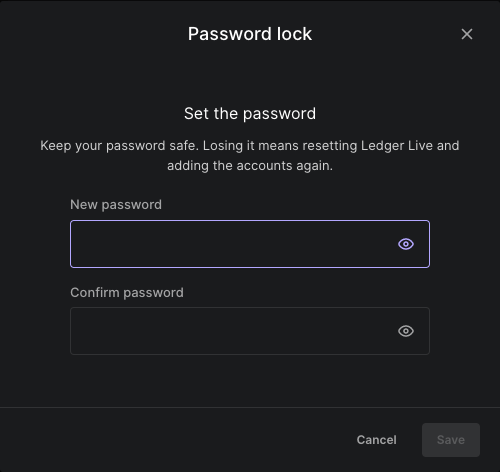 Password lock
Set the password
Keep your password safe. Losing it means resetting Ledger Live and
adding the accounts again.
New password
Confirm password
Cancel
Save